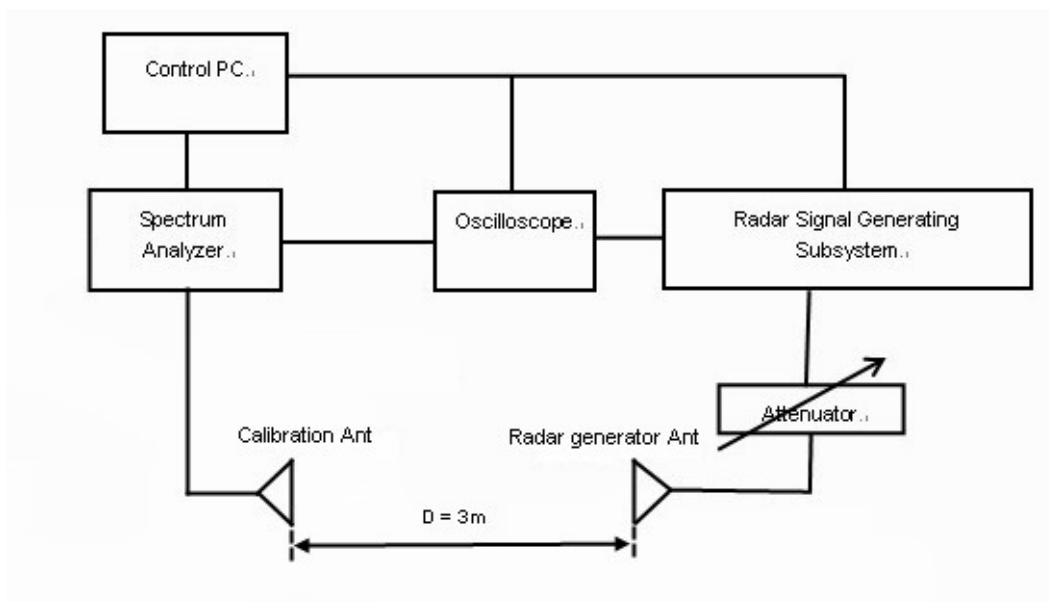 Control PC.
Spectrum
Analyzer.
Oscilloscope.
Radar Signal Generating
Subsystem.
Attenuator.
Calibration Ant
Radar generator Ant
D = 3m